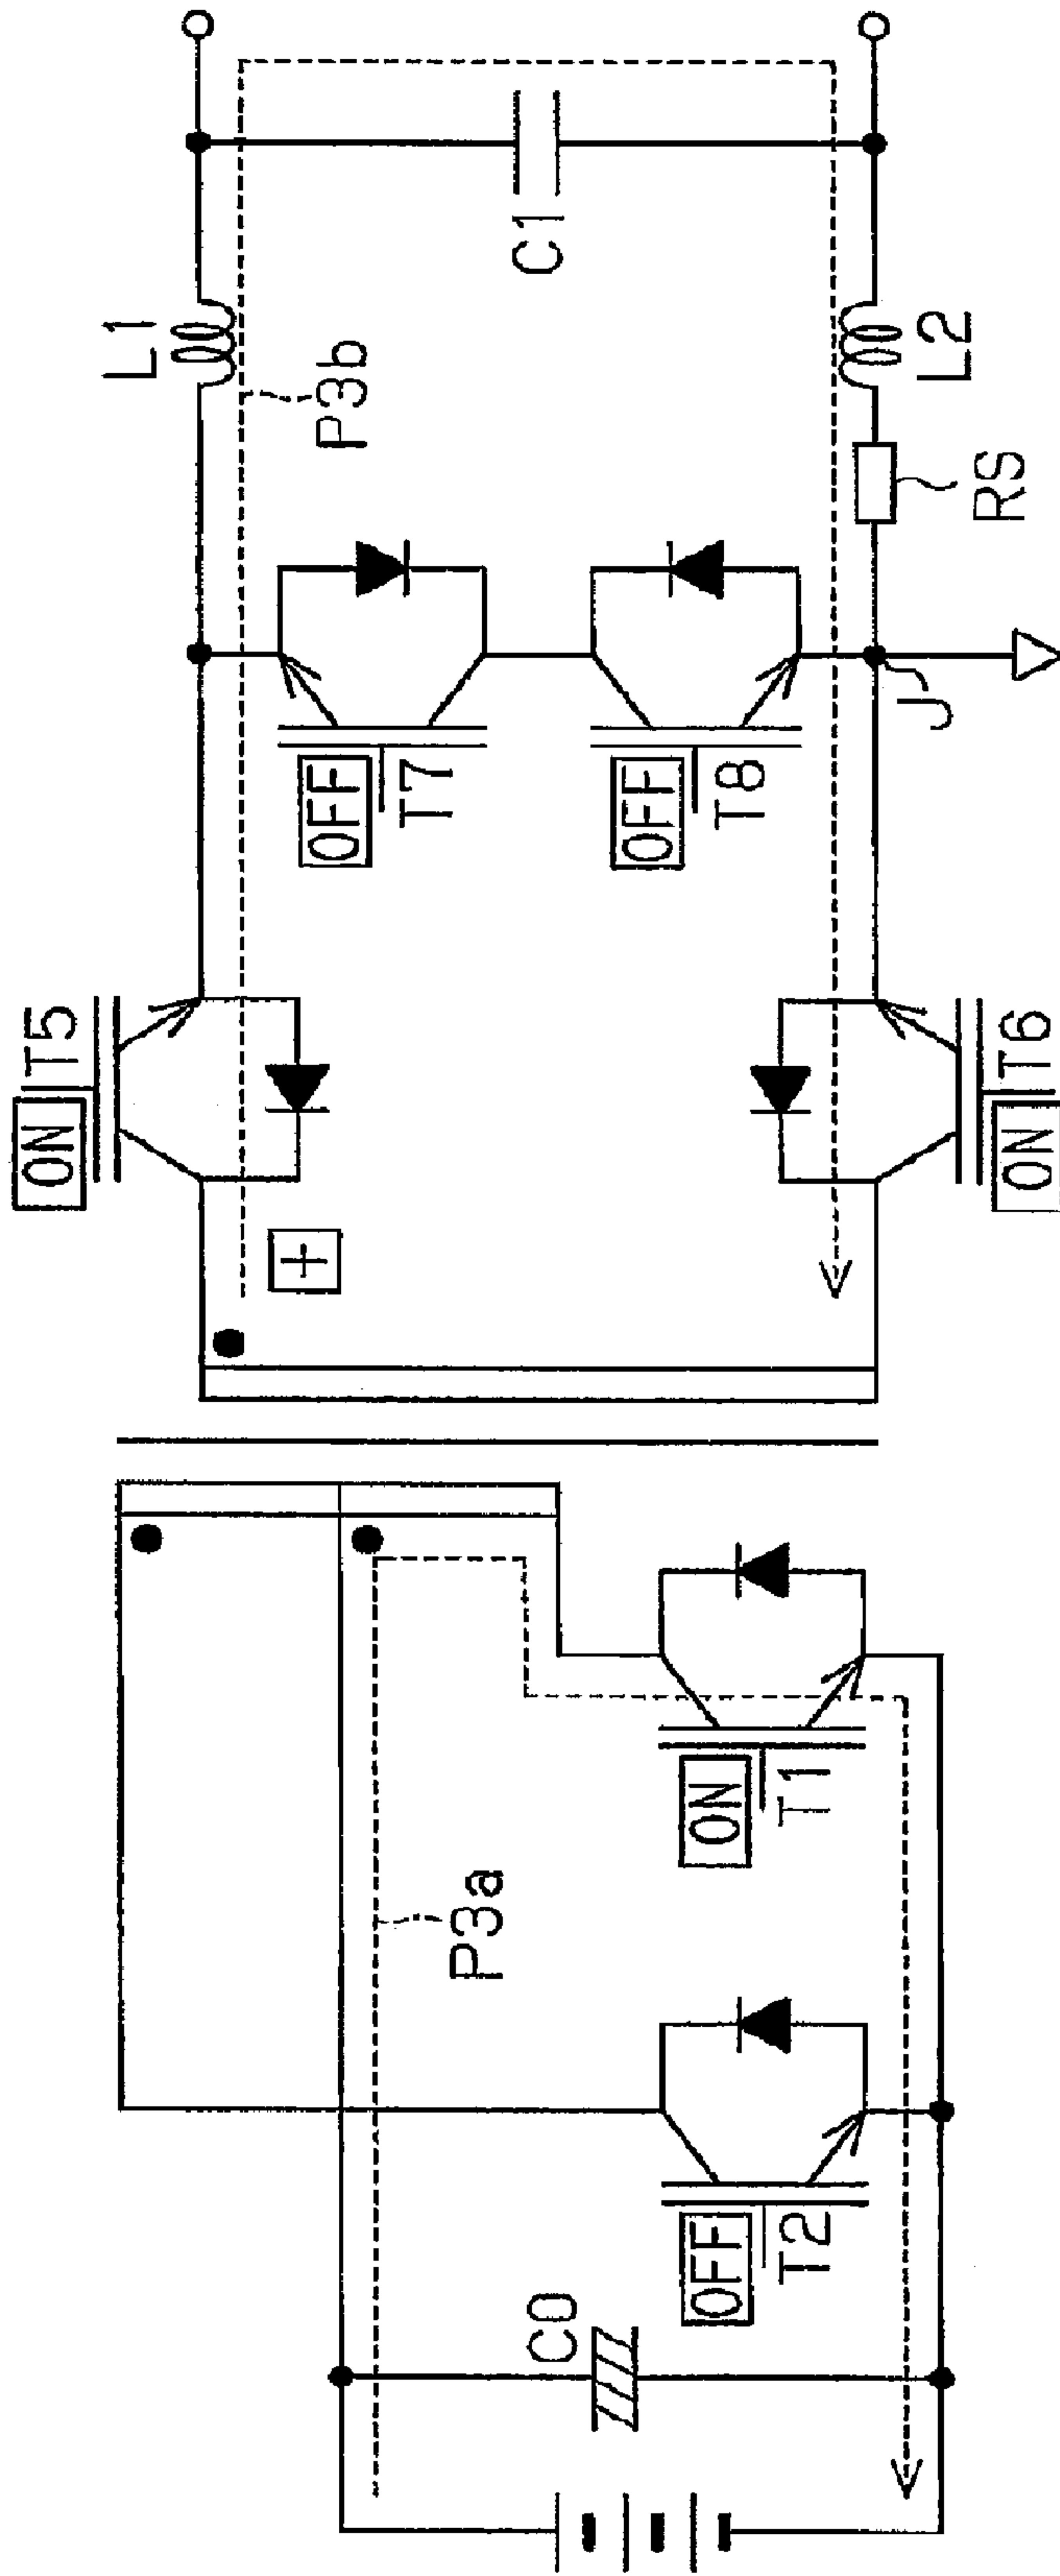 ON
T5
L1
P3b
+
OFF
T7
C1
OFF
T8
J
RS
L2
ON
T6
P3a
C0
OFF
T2
ON
T1